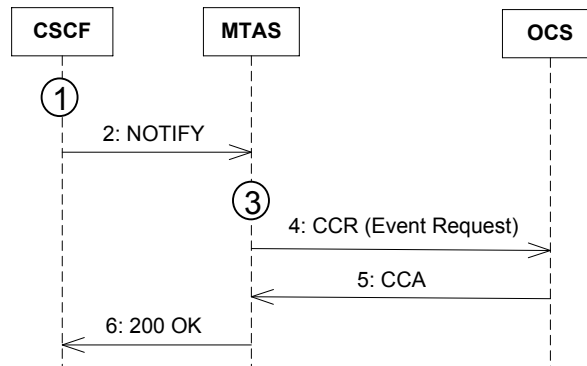 CSCF MTAS OCS
1
2: NOTIFY
3
4: CCR (Event Request)
5: CCA
6: 200 OK